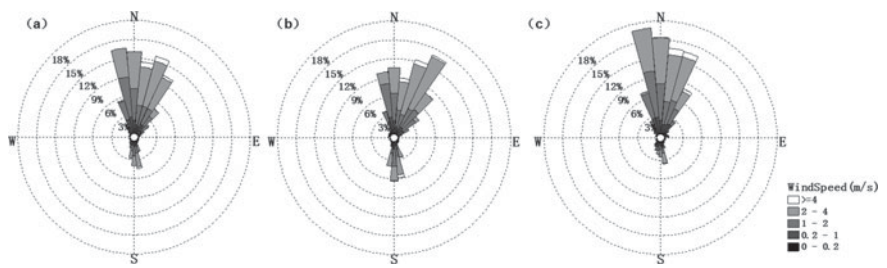 (a) N
18%
15%
12%
9%
6%
3%
W
E
S
(b) N
18%
15%
12%
9%
6%
3%
W
E
S
(c) N
18%
15%
12%
9%
6%
3%
W
E
S
WindSpeed(m/s)
>=4
2 - 4
1 - 2
0.2 - 1
0 - 0.2